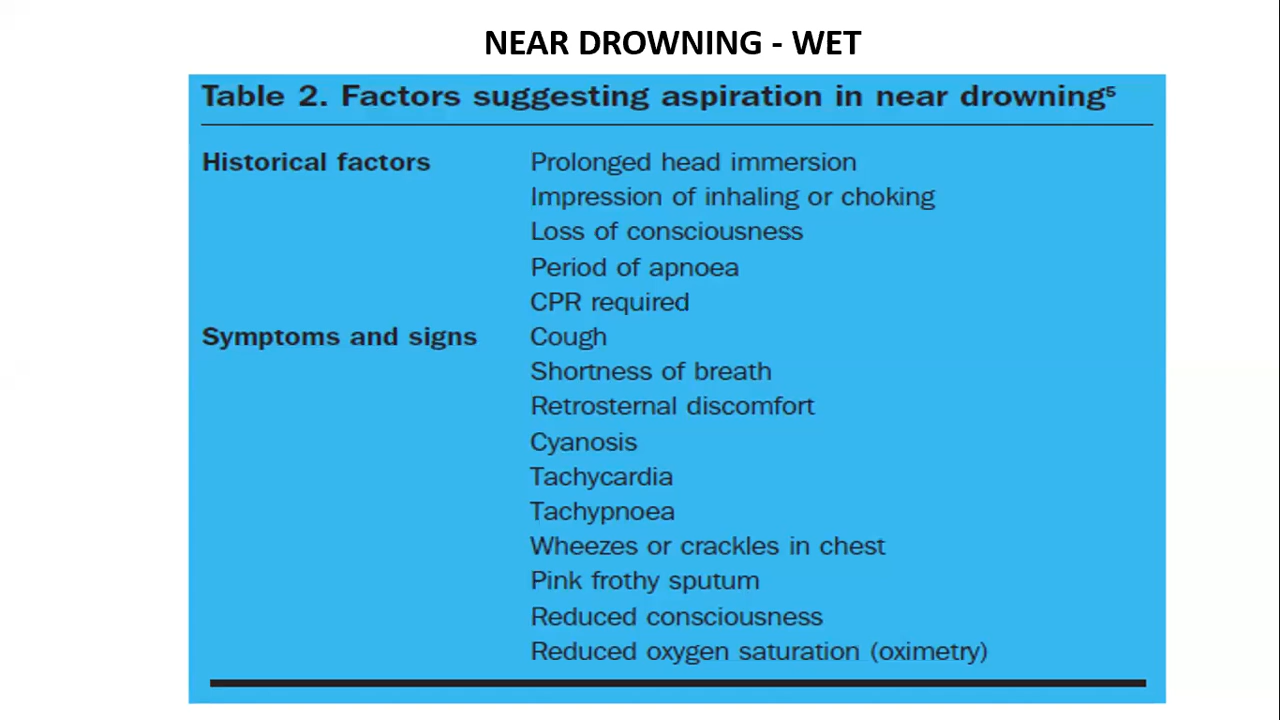 NEAR DROWNING - WET
Table 2. Factors suggesting aspiration in near drowning⁵
Historical factors Prolonged head immersion
Impression of inhaling or choking
Loss of consciousness
Period of apnoea
CPR required
Symptoms and signs Cough
Shortness of breath
Retrosternal discomfort
Cyanosis
Tachycardia
Tachypnoea
Wheezes or crackles in chest
Pink frothy sputum
Reduced consciousness
Reduced oxygen saturation (oximetry)